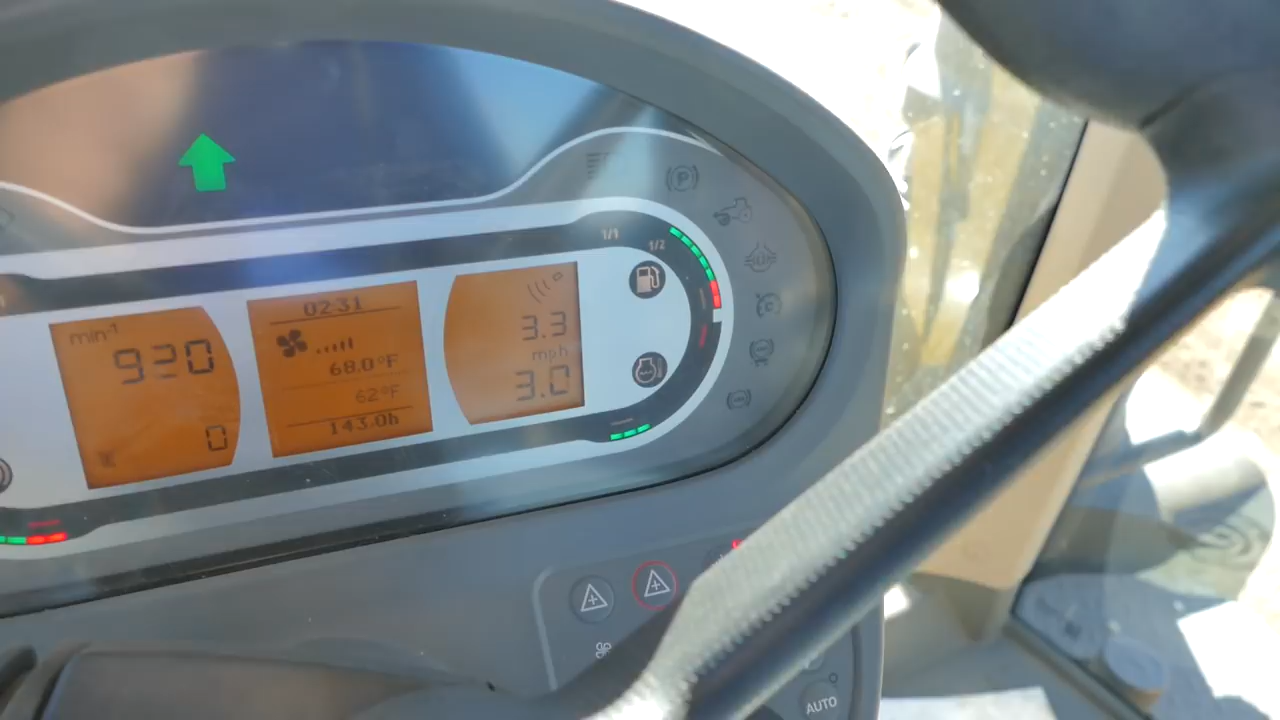 1/1
1/2
P
min-1
920
0
02:31
68.0°F
62°F
143.0h
3.3
mph
3.0
AUTO